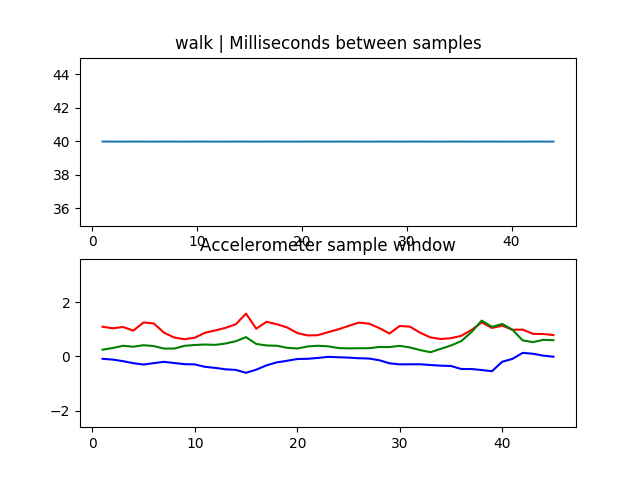 walk | Milliseconds between samples
44
42
40
38
36
0 10 20 30 40
Accelerometer sample window
2
0
−2
0 10 20 30 40